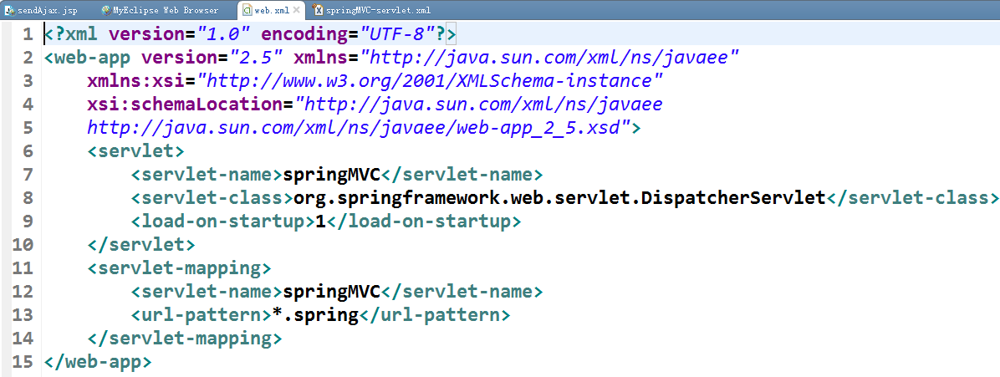 sendAjax.jsp MyEclipse Web Browser web.xml springMVC-servlet.xml
1 <?xml version="1.0" encoding="UTF-8"?>
2 <web-app version="2.5" xmlns="http://java.sun.com/xml/ns/javaee"
3 xmlns:xsi="http://www.w3.org/2001/XMLSchema-instance"
4 xsi:schemaLocation="http://java.sun.com/xml/ns/javaee
5 http://java.sun.com/xml/ns/javaee/web-app_2_5.xsd">
6 <servlet>
7 <servlet-name>springMVC</servlet-name>
8 <servlet-class>org.springframework.web.servlet.DispatcherServlet</servlet-class>
9 <load-on-startup>1</load-on-startup>
10 </servlet>
11 <servlet-mapping>
12 <servlet-name>springMVC</servlet-name>
13 <url-pattern>*.spring</url-pattern>
14 </servlet-mapping>
15 </web-app>